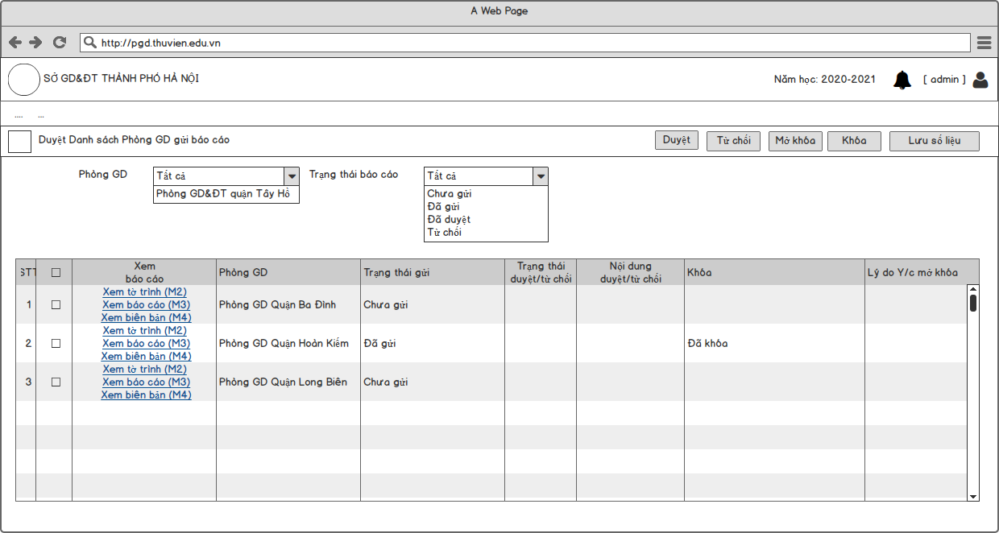 A Web Page
http://pgd.thuvien.edu.vn
SỞ GD&ĐT THÀNH PHỐ HÀ NỘI
Năm học: 2020-2021
[ admin ]
.... ...
Duyệt Danh sách Phòng GD gửi báo cáo
Duyệt
Từ chối
Mở khóa
Khóa
Lưu số liệu
Phòng GD
Tất cả
Phòng GD&ĐT quận Tây Hồ
Trạng thái báo cáo
Tất cả
Chưa gửi
Đã gửi
Đã duyệt
Từ chối
STT
Xem
báo cáo
Phòng GD
Trạng thái gửi
Trạng thái
duyệt/từ chối
Nội dung
duyệt/từ chối
Khóa
Lý do Y/c mở khóa
1
Xem tờ trình (M2)
Xem báo cáo (M3)
Xem biên bản (M4)
Phòng GD Quận Ba Đình
Chưa gửi
2
Xem tờ trình (M2)
Xem báo cáo (M3)
Xem biên bản (M4)
Phòng GD Quận Hoàn Kiếm
Đã gửi
Đã khóa
3
Xem tờ trình (M2)
Xem báo cáo (M3)
Xem biên bản (M4)
Phòng GD Quận Long Biên
Chưa gửi